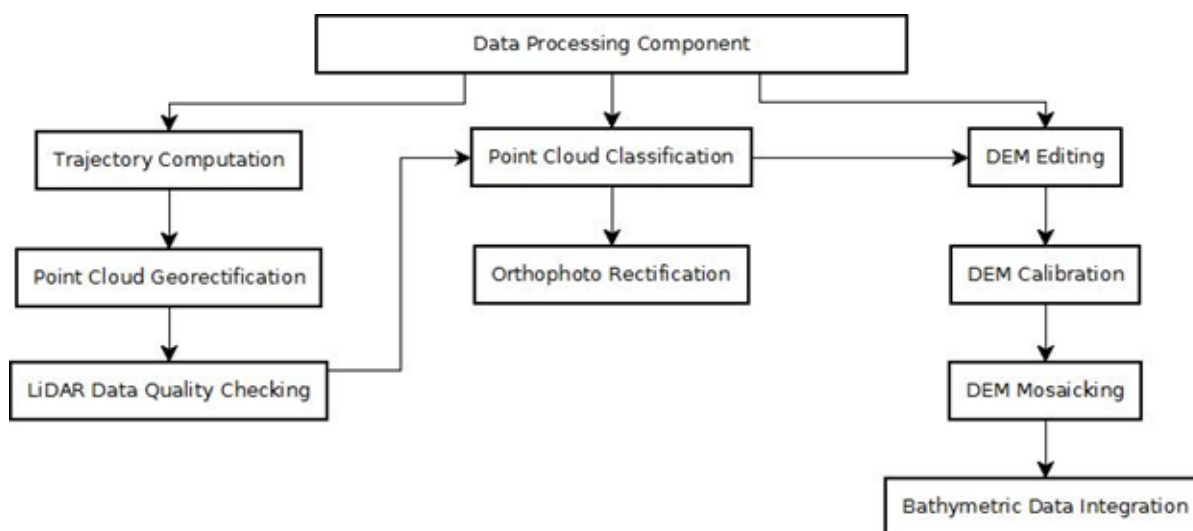 Data Processing Component
Trajectory Computation
Point Cloud Classification
DEM Editing
Point Cloud Georectification
Orthophoto Rectification
DEM Calibration
LiDAR Data Quality Checking
DEM Mosaicking
Bathymetric Data Integration